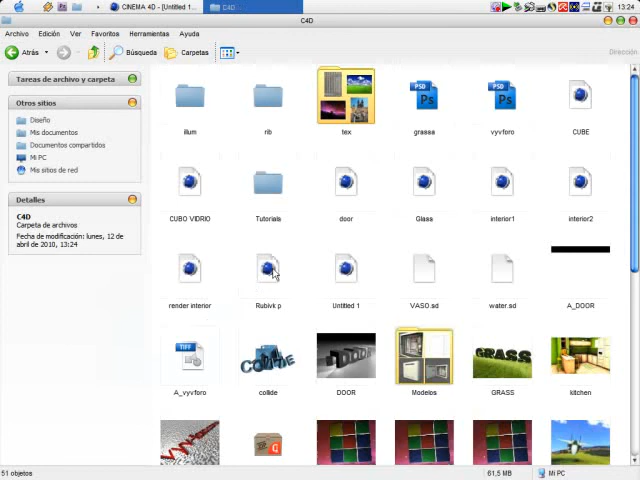 CINEMA 4D - [Untitled 1...
C4D
13:24
C4D
Archivo Edición Ver Favoritos Herramientas Ayuda
Atrás Búsqueda Carpetas Dirección
Tareas de archivo y carpeta
Otros sitios
Diseño
Mis documentos
Documentos compartidos
Mi PC
Mis sitios de red
Detalles
C4D
Carpeta de archivos
Fecha de modificación: lunes, 12 de
abril de 2010, 13:24
illum rib tex grassa vyvforo CUBE
CUBO VIDRIO Tutorials door Glass interior1 interior2
render interior Rubivk p Untitled 1 VASO.sd water.sd A_DOOR
A_vyvforo collide DOOR Modelos GRASS kitchen
51 objetos 61,5 MB Mi PC